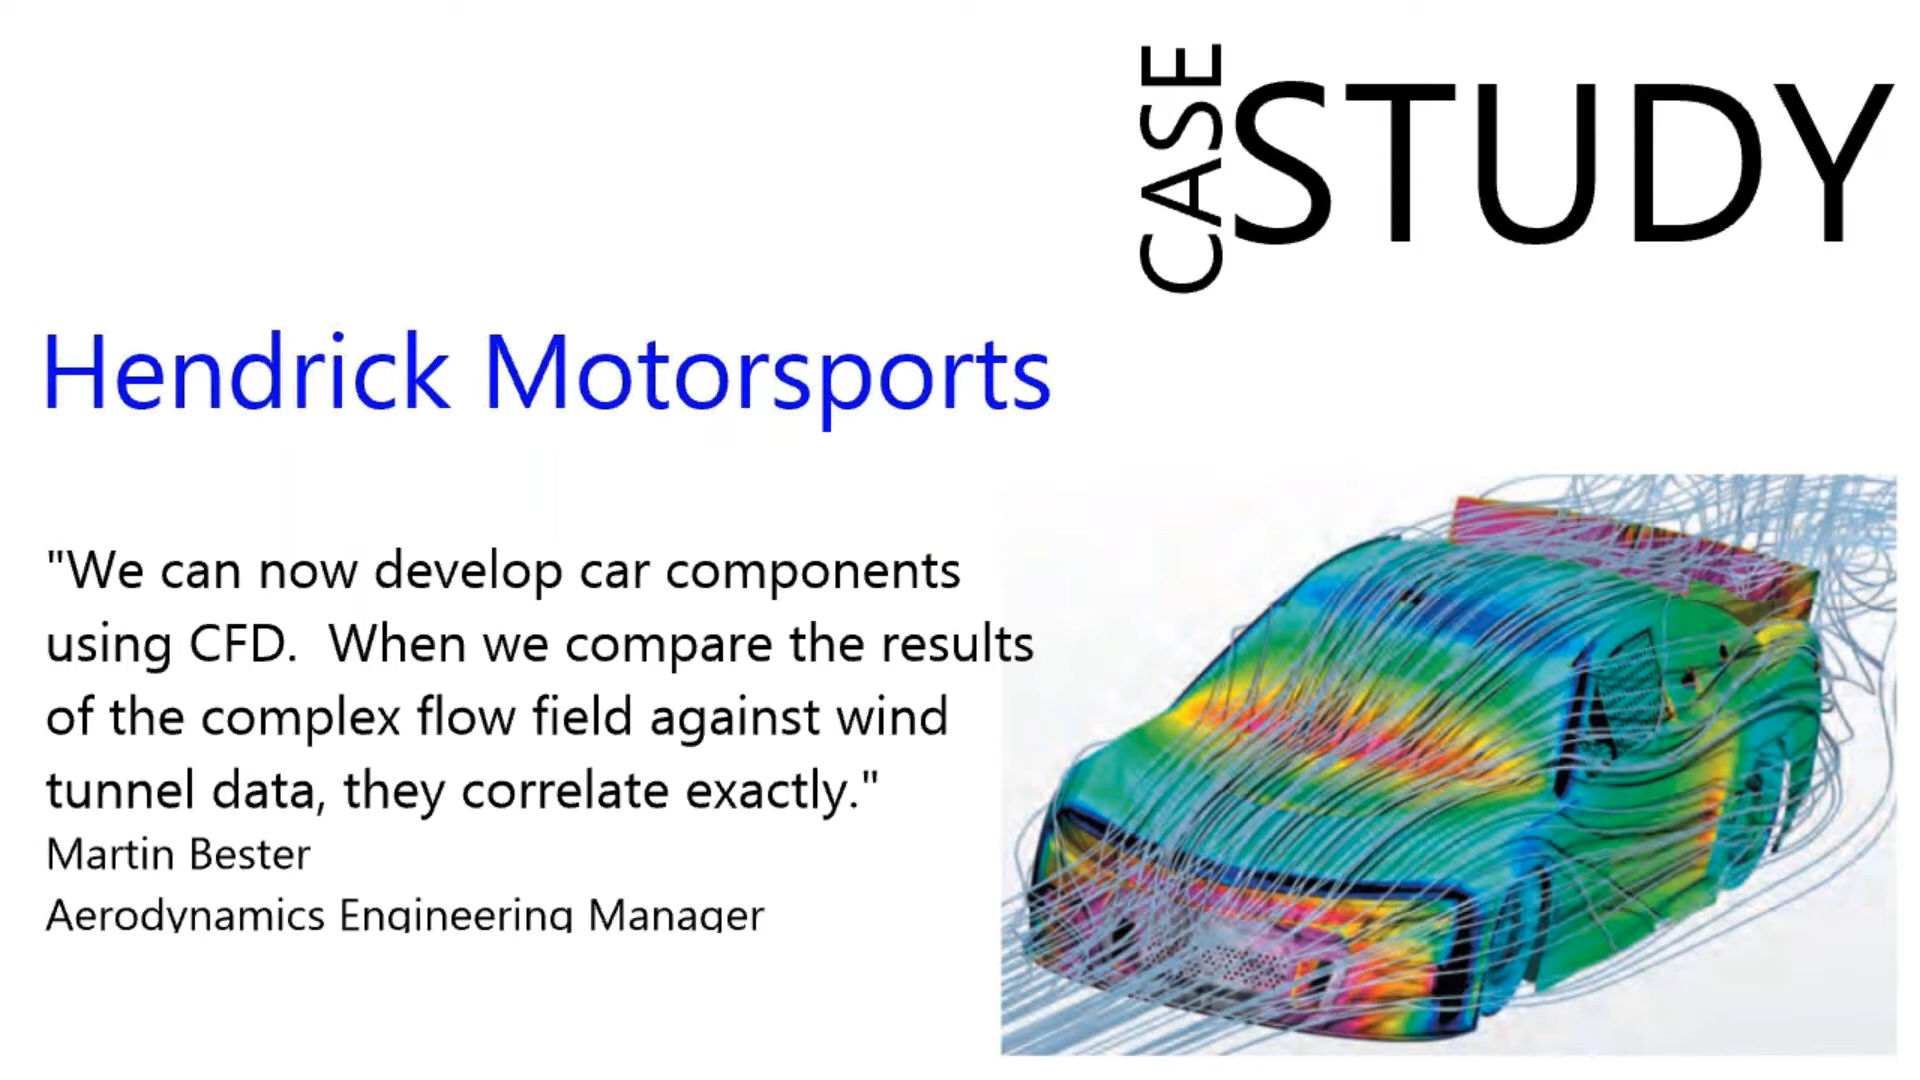 CASE
STUDY
Hendrick Motorsports
"We can now develop car components
using CFD.  When we compare the results
of the complex flow field against wind
tunnel data, they correlate exactly."
Martin Bester
Aerodynamics Engineering Manager